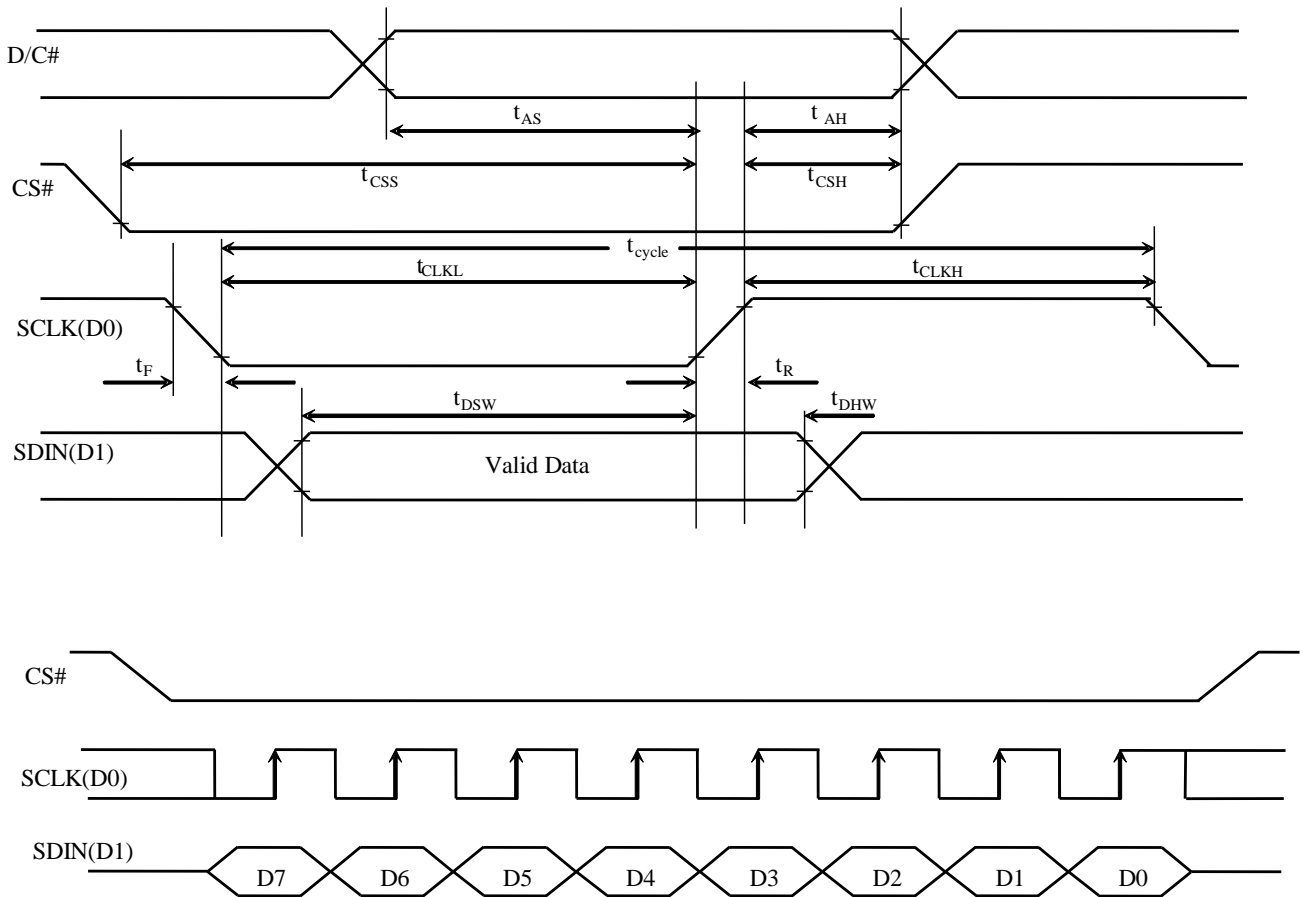 D/C#
tAS
t AH
CS#
tCSS
tCSH
tcycle
tCLKL
tCLKH
SCLK(D0)
tF
tR
tDSW
tDHW
SDIN(D1)
Valid Data
CS#
SCLK(D0)
SDIN(D1)
D7 D6 D5 D4 D3 D2 D1 D0